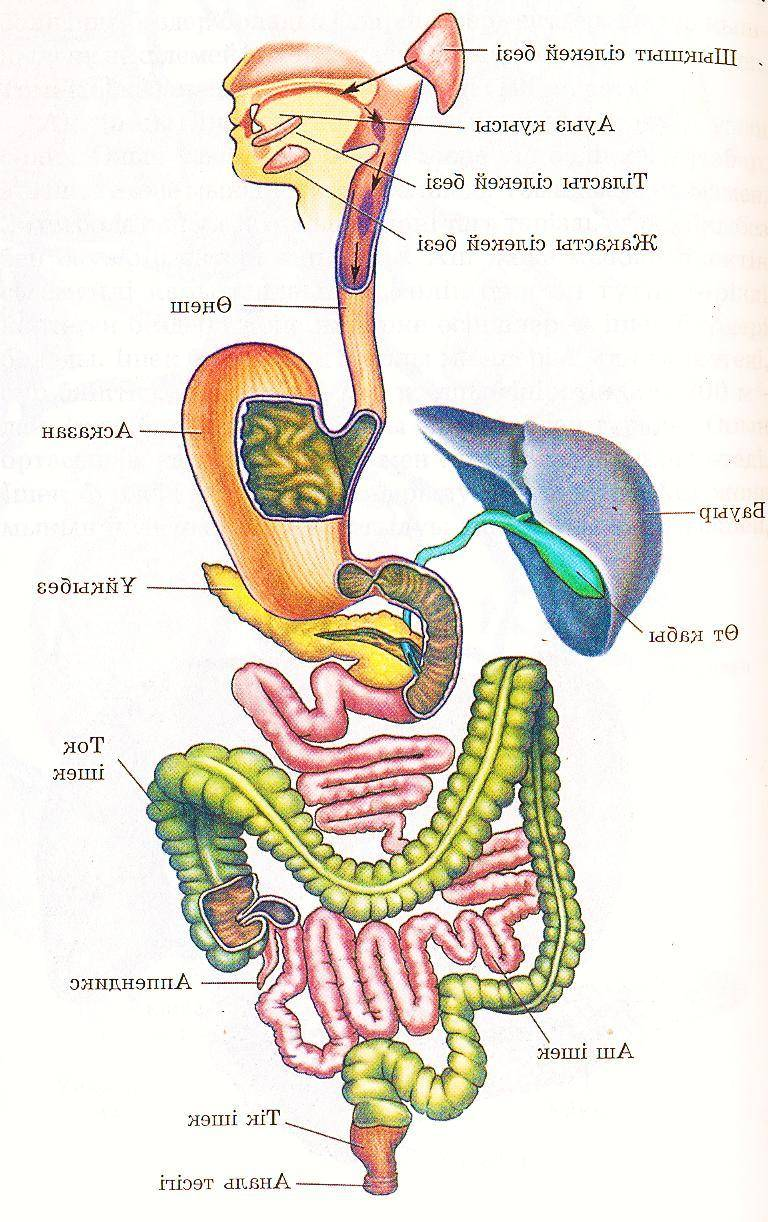 Шықшыт сілекей безі
Ауыз қуысы
Тіласты сілекей безі
Жақасты сілекей безі
Өңеш
Асқазан
Бауыр
Ұйқыбез
Өт қабы
Тоқ
ішек
Аппендикс
Аш ішек
Тік ішек
Аналь тесігі